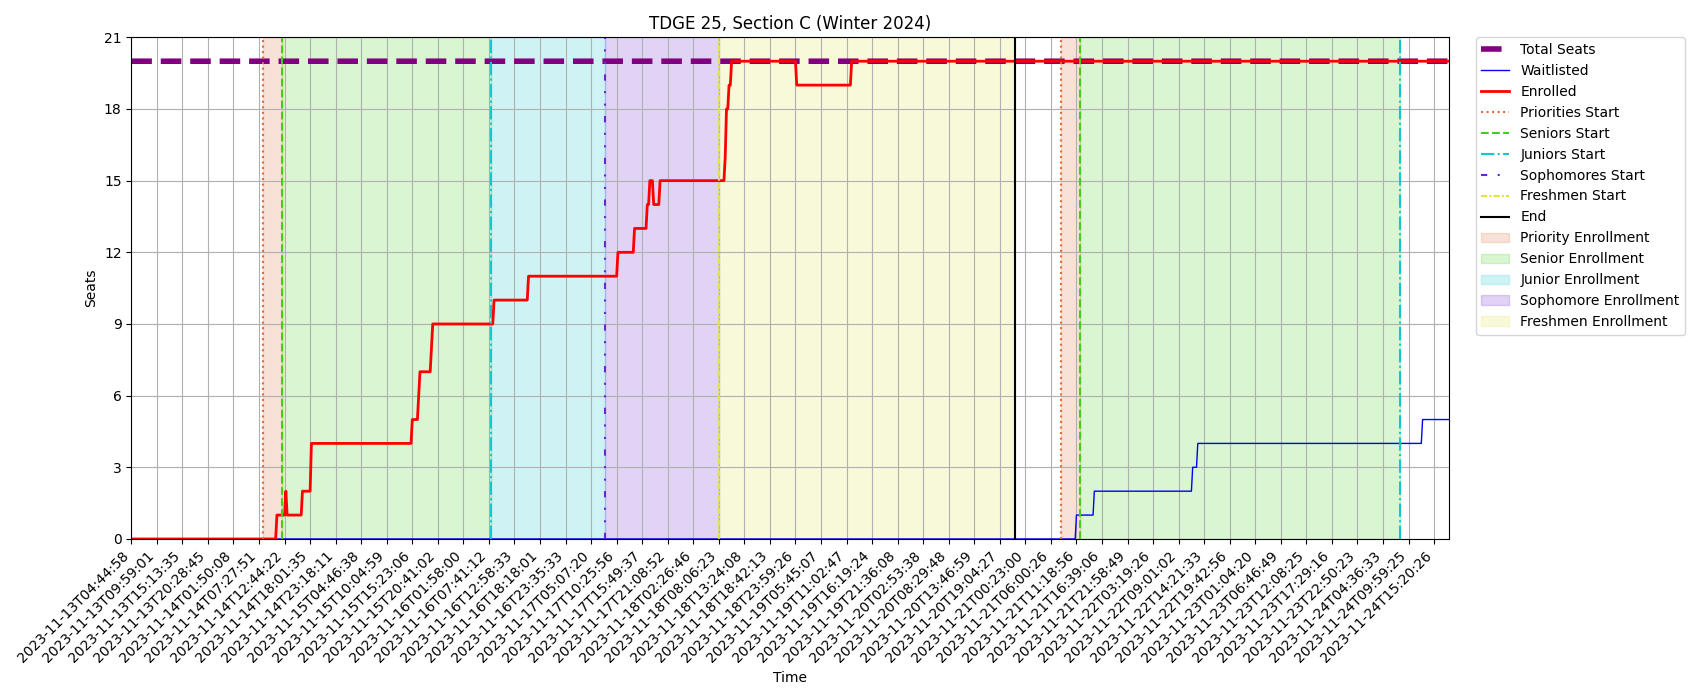 TDGE 25, Section C (Winter 2024)
21
18
15
12
9
6
3
0
Seats
2023-11-13T04:44:58
2023-11-13T09:59:01
2023-11-13T15:13:35
2023-11-13T20:28:45
2023-11-14T01:50:09
2023-11-14T07:27:51
2023-11-14T12:44:22
2023-11-14T18:01:35
2023-11-14T23:18:11
2023-11-15T04:46:38
2023-11-15T10:04:59
2023-11-15T15:23:06
2023-11-15T20:41:02
2023-11-16T01:58:00
2023-11-16T07:41:12
2023-11-16T12:58:33
2023-11-16T18:18:01
2023-11-16T23:35:33
2023-11-17T05:07:20
2023-11-17T10:25:56
2023-11-17T15:49:37
2023-11-17T21:08:52
2023-11-18T02:26:46
2023-11-18T08:06:23
2023-11-18T13:24:08
2023-11-18T18:42:13
2023-11-18T23:59:26
2023-11-19T05:45:07
2023-11-19T11:02:47
2023-11-19T16:19:24
2023-11-19T21:36:08
2023-11-20T02:53:38
2023-11-20T08:29:48
2023-11-20T13:46:59
2023-11-20T19:04:27
2023-11-21T00:23:00
2023-11-21T06:00:26
2023-11-21T11:18:56
2023-11-21T16:39:06
2023-11-21T21:58:49
2023-11-22T03:19:26
2023-11-22T09:01:02
2023-11-22T14:21:33
2023-11-22T19:42:56
2023-11-23T01:04:20
2023-11-23T06:46:49
2023-11-23T12:08:25
2023-11-23T17:29:16
2023-11-23T22:50:23
2023-11-24T04:36:33
2023-11-24T09:59:25
2023-11-24T15:20:26
Time
Total Seats
Waitlisted
Enrolled
Priorities Start
Seniors Start
Juniors Start
Sophomores Start
Freshmen Start
End
Priority Enrollment
Senior Enrollment
Junior Enrollment
Sophomore Enrollment
Freshmen Enrollment